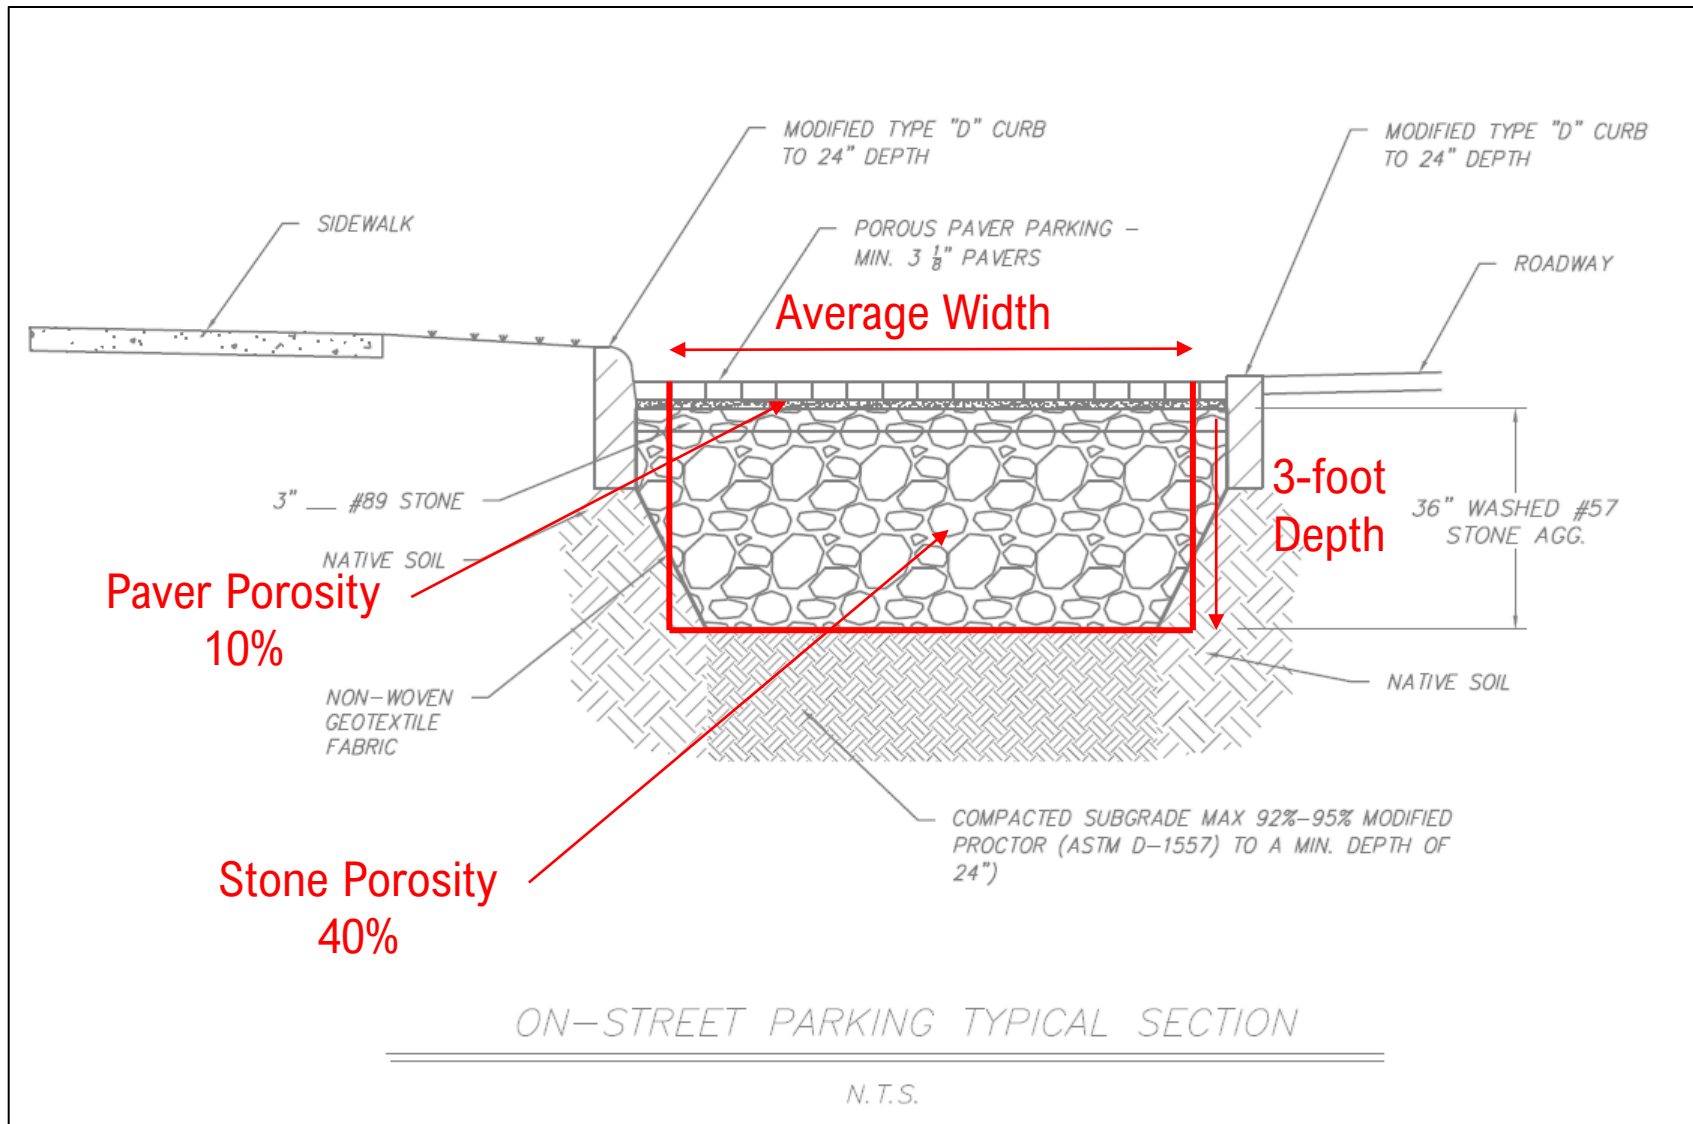 MODIFIED TYPE "D" CURB
TO 24" DEPTH
MODIFIED TYPE "D" CURB
TO 24" DEPTH
SIDEWALK
POROUS PAVER PARKING –
MIN. 3 1/8" PAVERS
ROADWAY
Average Width
3-foot
Depth
3" __ #89 STONE
36" WASHED #57
STONE AGG.
NATIVE SOIL
Paver Porosity
10%
NON–WOVEN
GEOTEXTILE
FABRIC
NATIVE SOIL
COMPACTED SUBGRADE MAX 92%–95% MODIFIED
PROCTOR (ASTM D–1557) TO A MIN. DEPTH OF
24")
Stone Porosity
40%
ON–STREET PARKING TYPICAL SECTION
N.T.S.